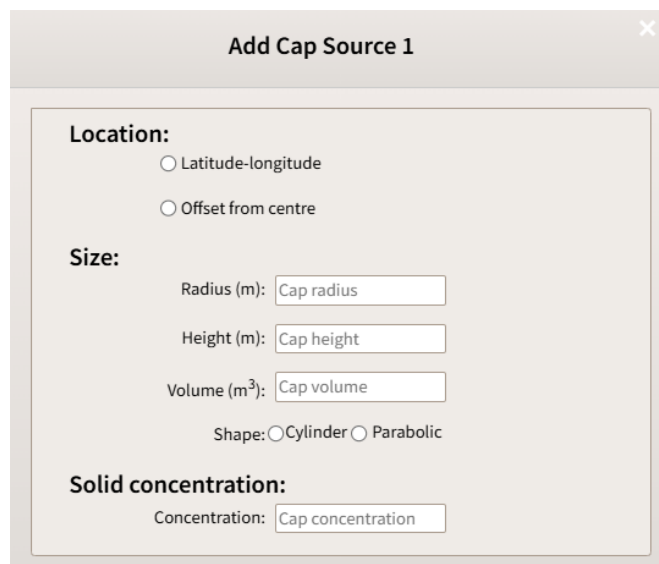 Add Cap Source 1
Location:
Latitude-longitude
Offset from centre
Size:
Radius (m): Cap radius
Height (m): Cap height
Volume (m³): Cap volume
Shape: Cylinder Parabolic
Solid concentration:
Concentration: Cap concentration